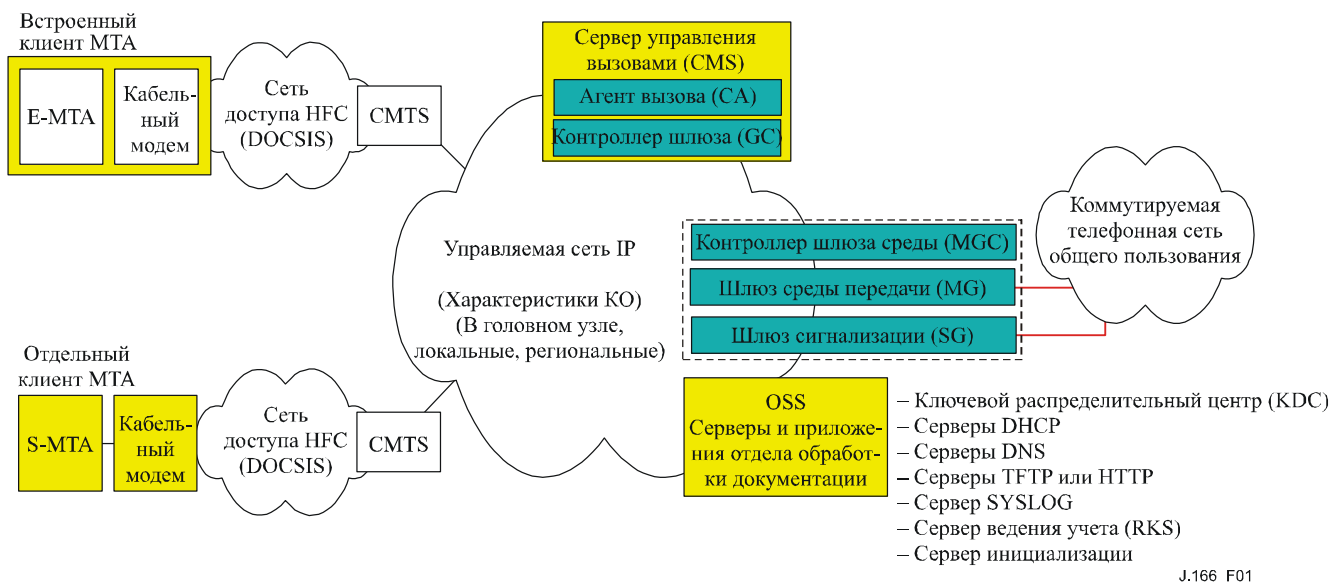 Встроенный
клиент МТА
E-MTA
Кабель-
ный
модем
Сеть
доступа HFC
(DOCSIS)
CMTS
Сервер управления
вызовами (CMS)
Агент вызова (CA)
Контроллер шлюза (GC)
Управляемая сеть IP
(Характеристики КО)
(В головном узле,
локальные, региональные)
Контроллер шлюза среды (MGC)
Шлюз среды передачи (MG)
Шлюз сигнализации (SG)
Коммутируемая
телефонная сеть
общего пользования
Отдельный
клиент МТА
S-MTA
Кабель-
ный
модем
Сеть
доступа HFC
(DOCSIS)
CMTS
OSS
Серверы и приложе-
ния отдела обработ-
ки документации
– Ключевой распределительный центр (KDC)
– Серверы DHCP
– Серверы DNS
– Серверы TFTP или HTTP
– Сервер SYSLOG
– Сервер ведения учета (RKS)
– Сервер инициализации
J.166_F01